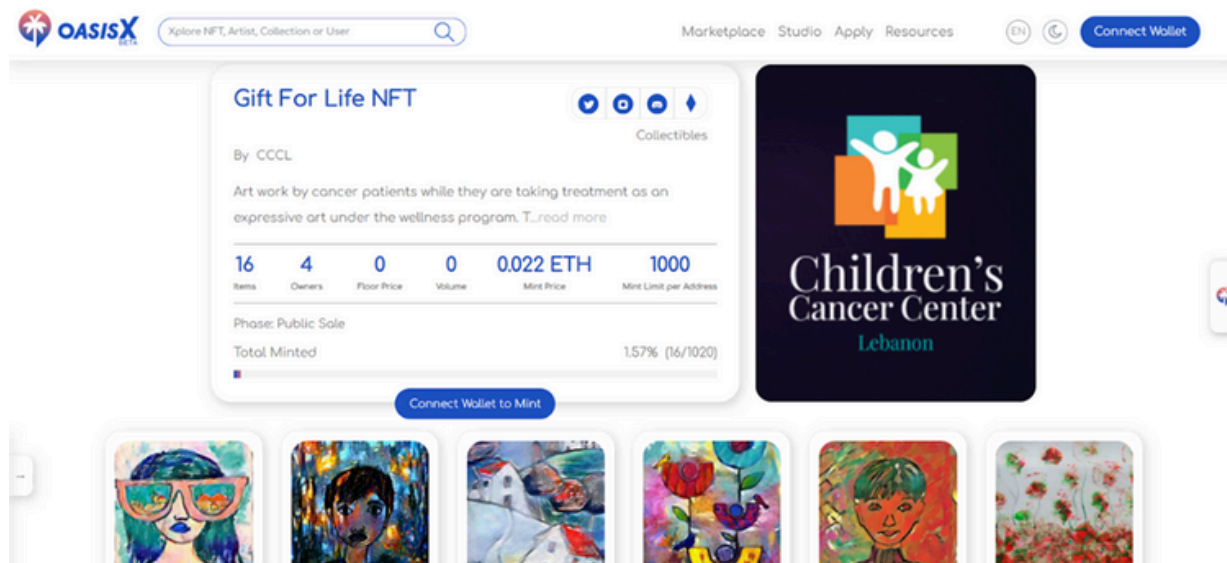 OASISX
BETA
Xplore NFT, Artist, Collection or User
Marketplace Studio Apply Resources
EN
Connect Wallet
Gift For Life NFT
Collectibles
By CCCL
Art work by cancer patients while they are taking treatment as an
expressive art under the wellness program. T...read more
16 4 0 0 0.022 ETH 1000
Items Owners Floor Price Volume Mint Price Mint Limit per Address
Phase: Public Sale
Total Minted 1.57% (16/1020)
Connect Wallet to Mint
Children's
Cancer Center
Lebanon